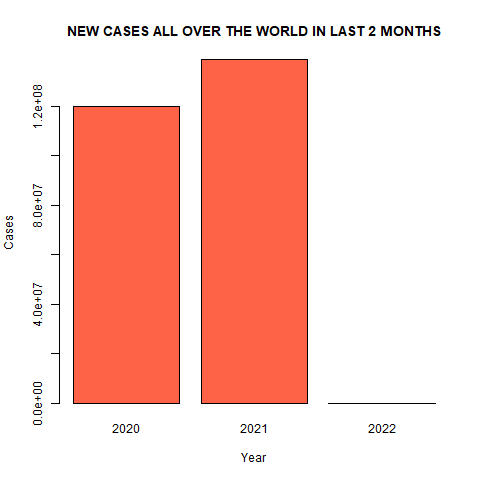 NEW CASES ALL OVER THE WORLD IN LAST 2 MONTHS
1.2e+08
8.0e+07
4.0e+07
0.0e+00
Cases
2020 2021 2022
Year